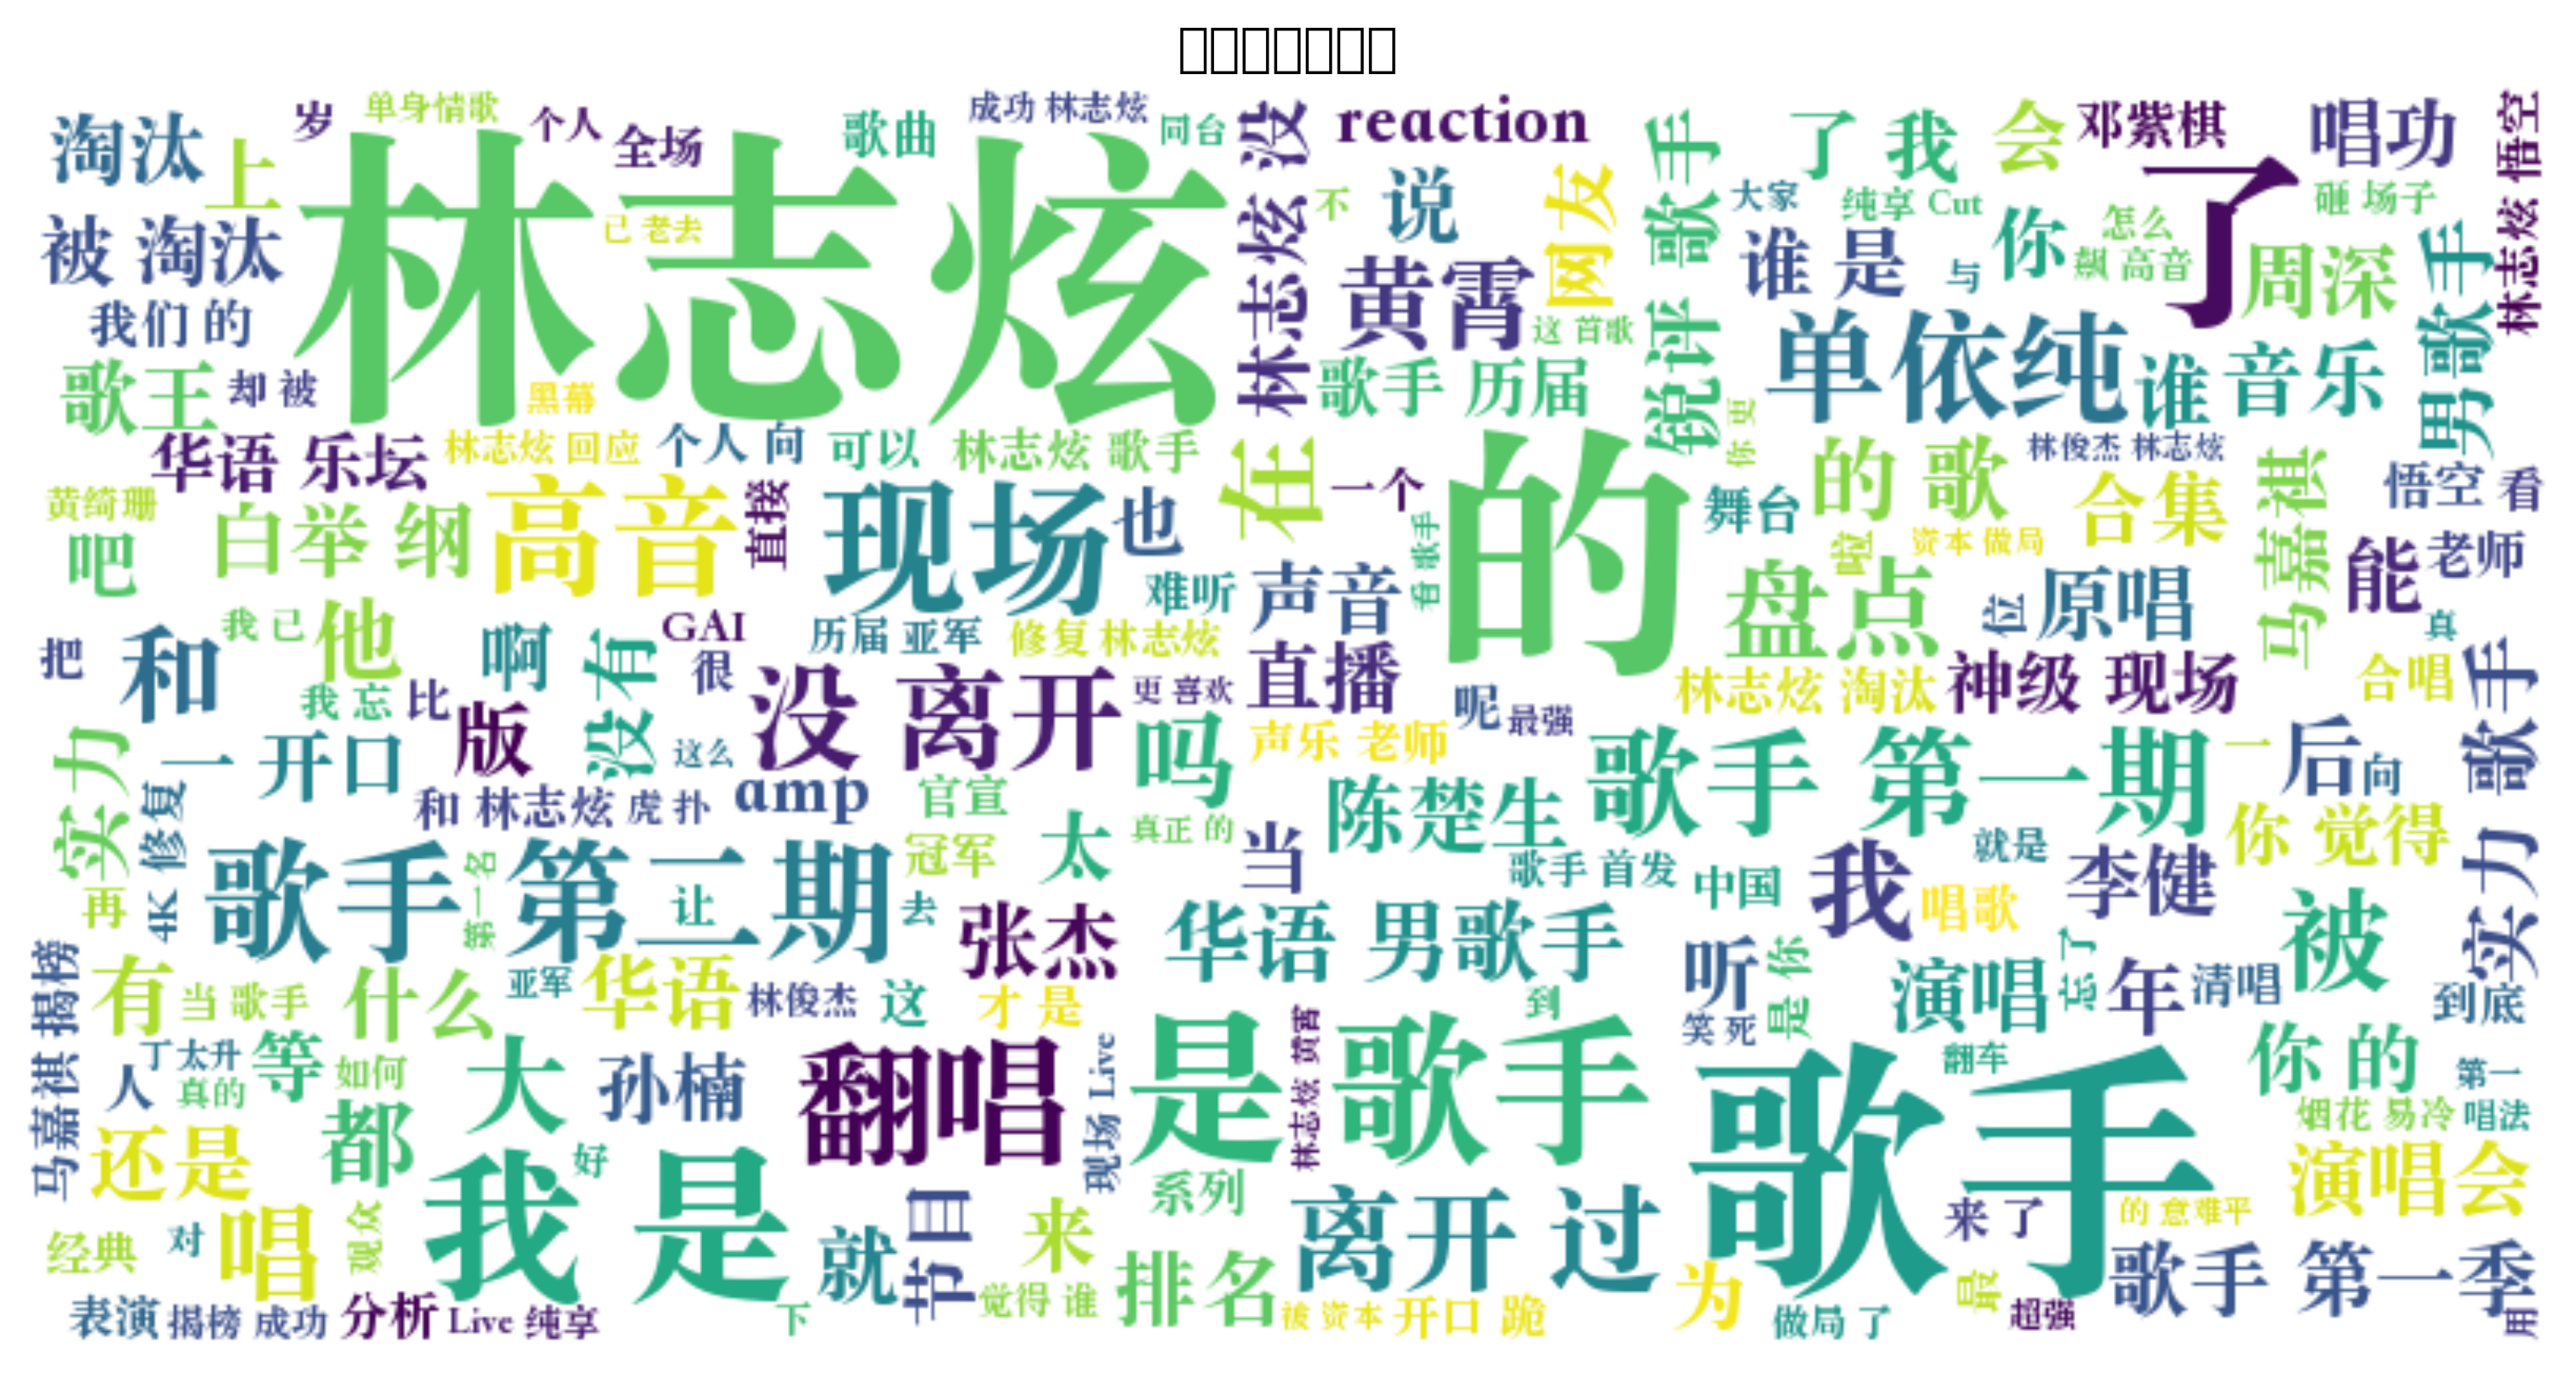 淘汰
上
岁
单身情歌
个人
全场
歌曲
成功 林志炫
同台
林志炫 没
reaction
锐评 歌手
了 我
会
邓紫棋
唱功
林志炫 悟空
林志炫
已 老去
不
说
网友
大家
纯享 Cut
怎么
了
砸 场子
被 淘汰
黄霄
谁 是
与
你
飙 高音
周深
男歌手
我们 的
这 首歌
单依纯
歌王
却 被
黑幕
歌手 历届
你 更
谁
音乐
华语 乐坛
林志炫 回应
个人 向
可以
林志炫 歌手
在
一个
的
的 歌
林俊杰 林志炫
马嘉祺
悟空 看
黄绮珊
白举 纲
高音
直接
现场
也
看 歌手
舞台
啦
资本 做局
合集
吧
难听
声音
盘点
位
原唱
能
老师
把
和
我 已
他
啊
没有
GAI
很
历届 亚军
修复 林志炫
直播
林志炫 淘汰
神级 现场
真
合唱
实力 歌手
我 忘
比
版
这么
没 离开
更 喜欢
吗
声乐 老师
呢
最强
歌手 第一期
一
后
向
实力
4K 修复
一 开口
和 林志炫
虎 扑
amp
官宣
太
真正 的
当
陈楚生
就是
你 觉得
再
歌手 第二期
第一名
让
冠军
去
歌手 首发
中国
我
唱歌
李健
被
马嘉祺 揭榜
有
当 歌手
什么
亚军
华语
林俊杰
这
张杰
才 是
华语 男歌手
到
听
笑 死
是 你
演唱
忘了
年
清唱
到底
人
丁 太升
真的
等
如何
大
孙楠
翻唱
现场 Live
是
林志炫 黄霄
歌手
歌手
翻车
你 的
第一
烟花 易冷
唱法
还是
都
好
我 是
系列
离开 过
来 了
的 意难平
演唱会
经典
对
唱
观众
就
节目
来
觉得 谁
排名
被 资本
开口 跪
为
做局 了
最
超强
歌手 第一季
用
表演
揭榜 成功
分析
Live 纯享
下